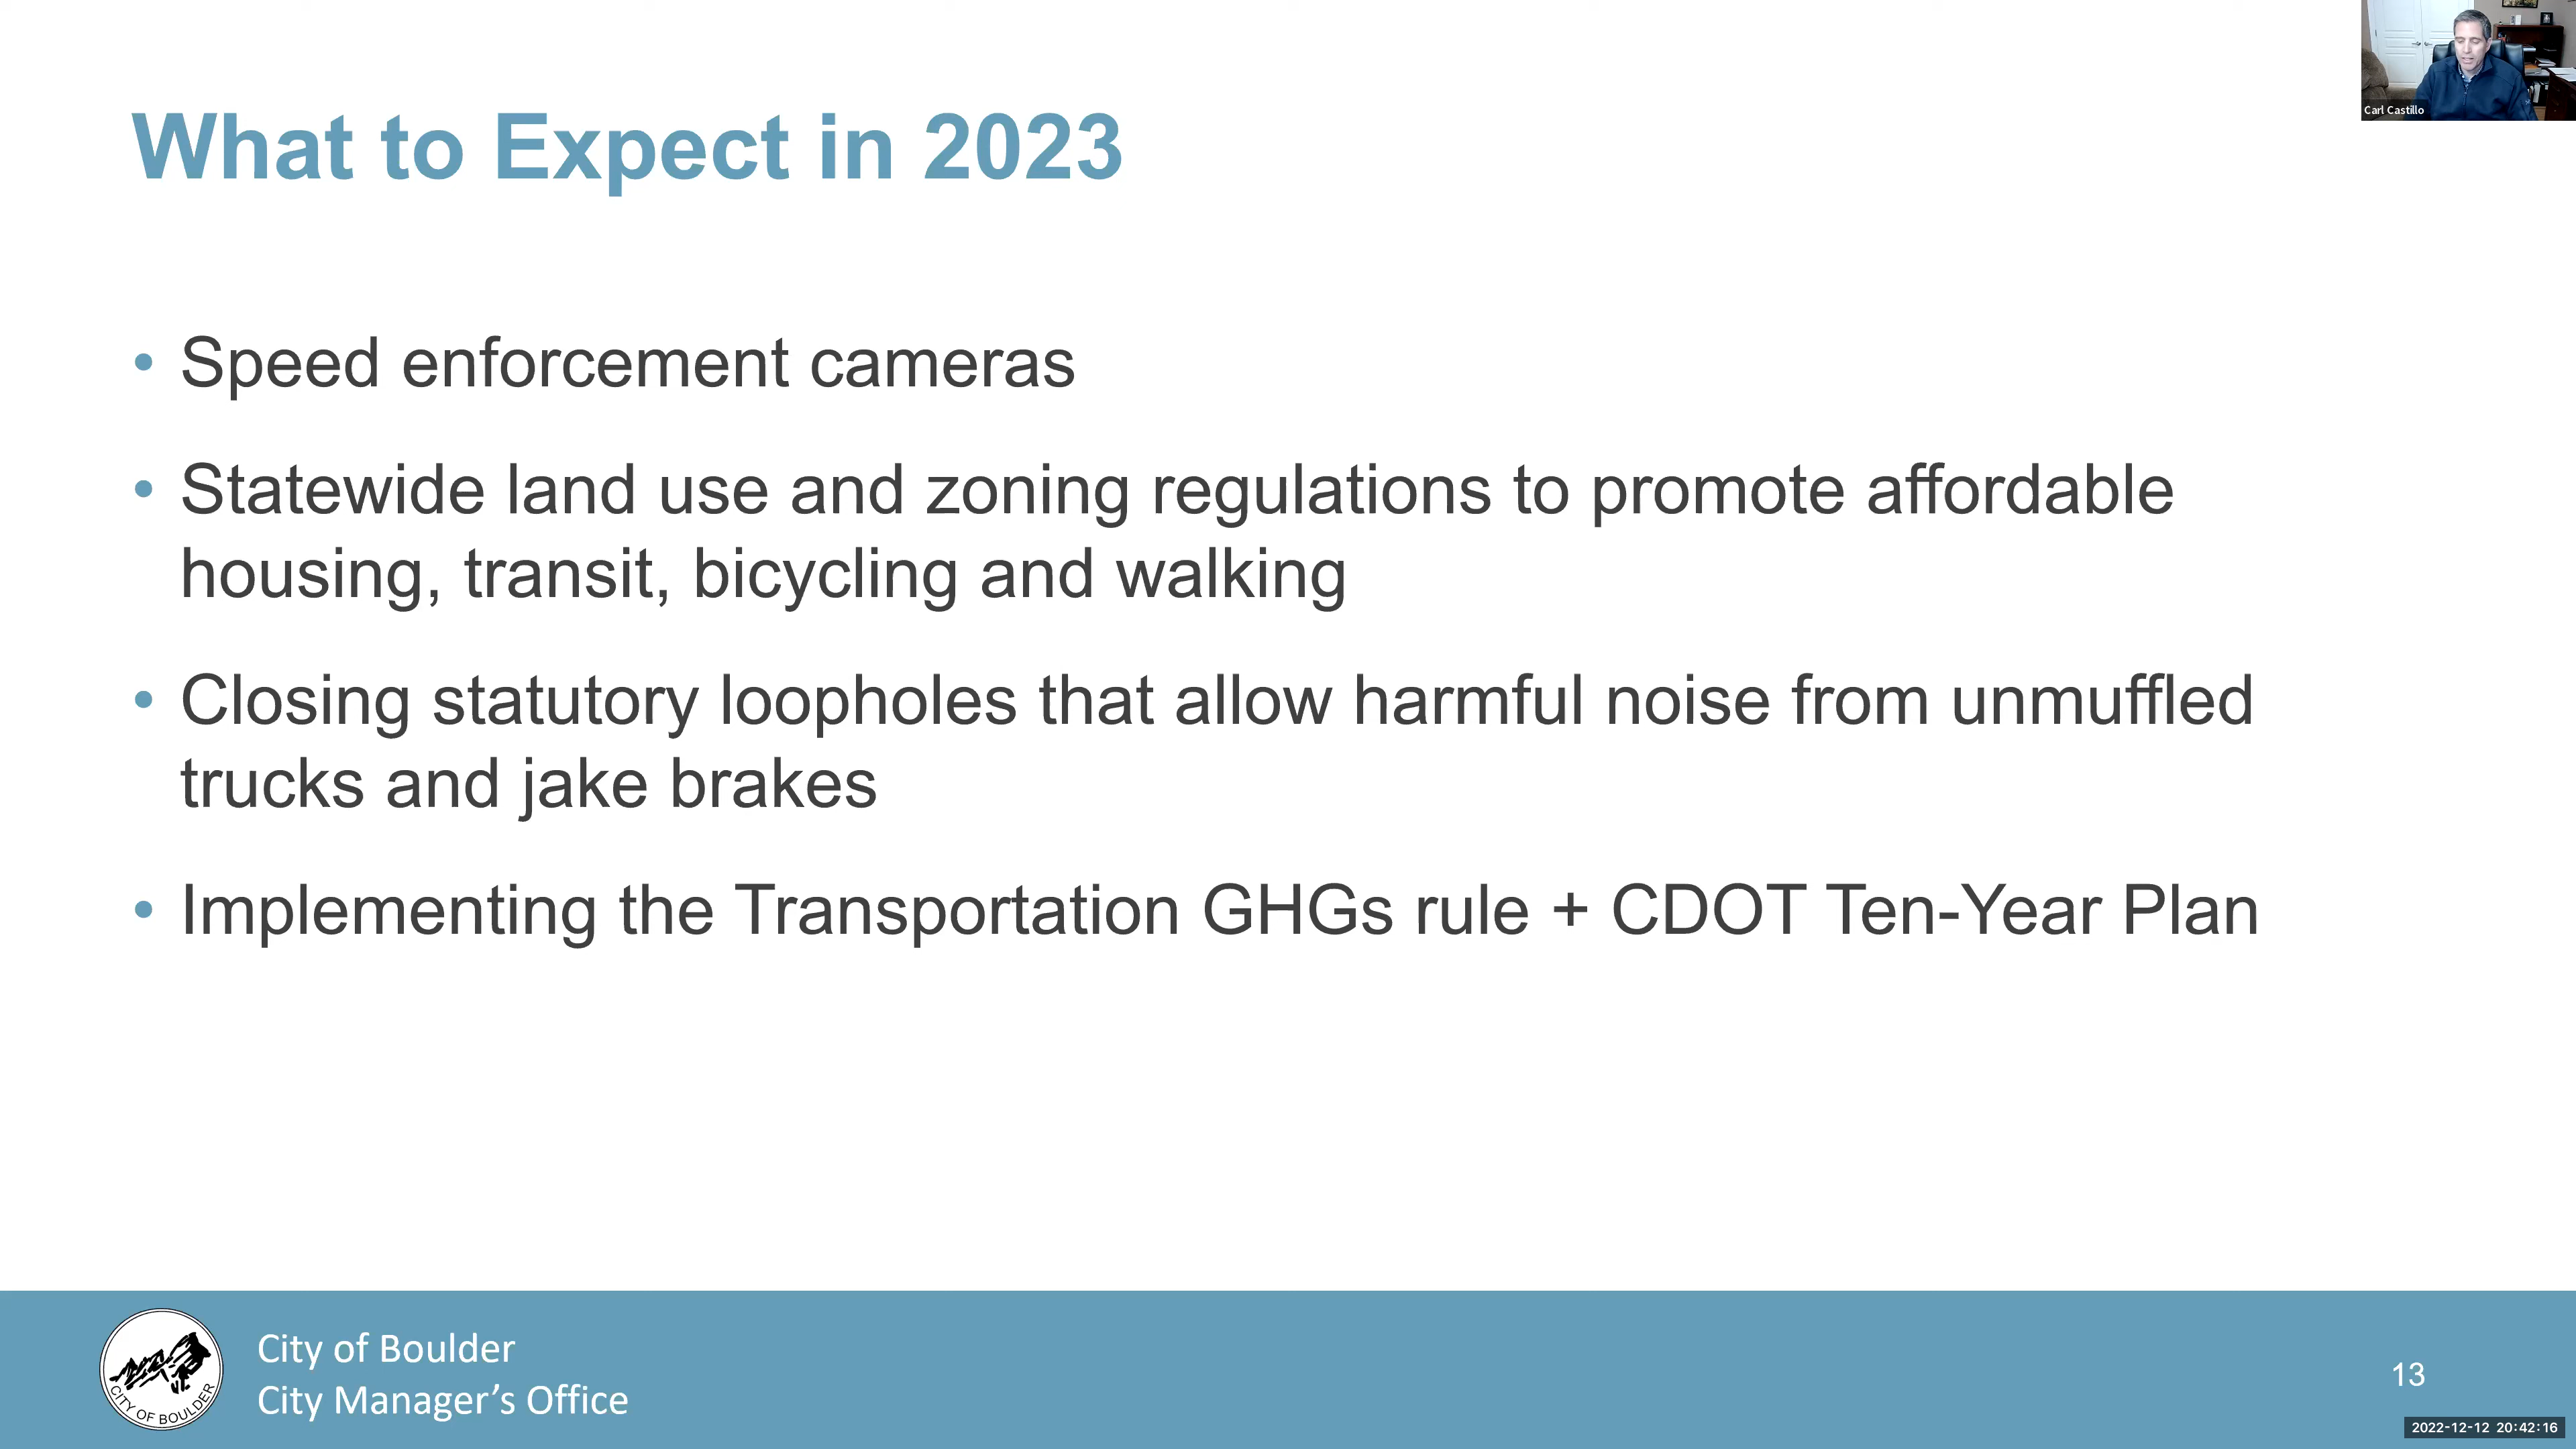 Carl Castillo
What to Expect in 2023
• Speed enforcement cameras
• Statewide land use and zoning regulations to promote affordable
housing, transit, bicycling and walking
• Closing statutory loopholes that allow harmful noise from unmuffled
trucks and jake brakes
• Implementing the Transportation GHGs rule + CDOT Ten-Year Plan
CITY OF BOULDER
City of Boulder
City Manager’s Office
13
2022-12-12 20:42:16